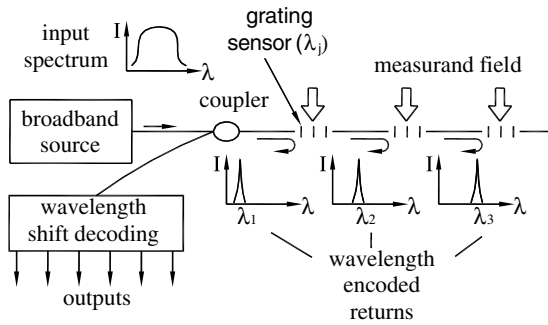 input
spectrum
I
λ
grating
sensor (λj)
measurand field
coupler
broadband
source
I
λ1
λ
I
λ2
λ
I
λ3
λ
wavelength
shift decoding
outputs
wavelength
encoded
returns